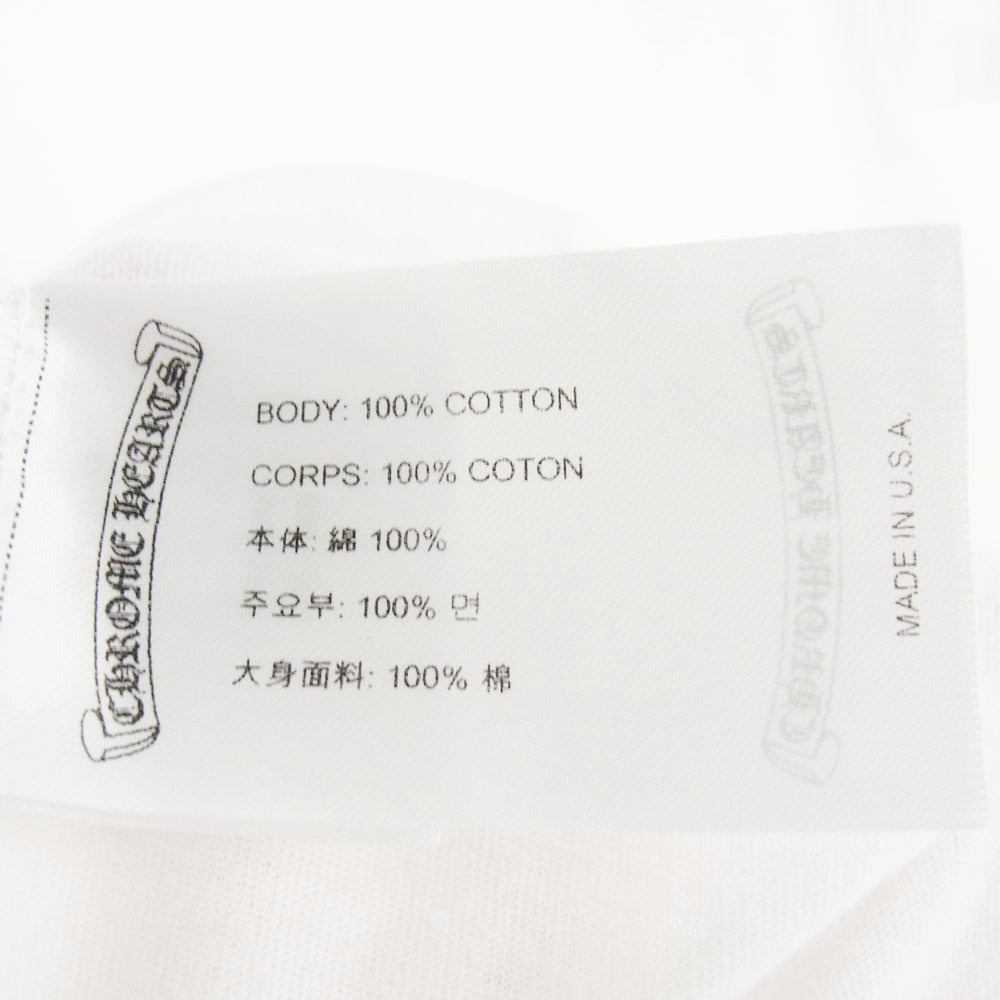 CHROME HEARTS
BODY: 100% COTTON
CORPS: 100% COTON
本体: 綿 100%
주요부: 100% 면
大身面料: 100% 棉
MADE IN U.S.A.
CHROME HEARTS